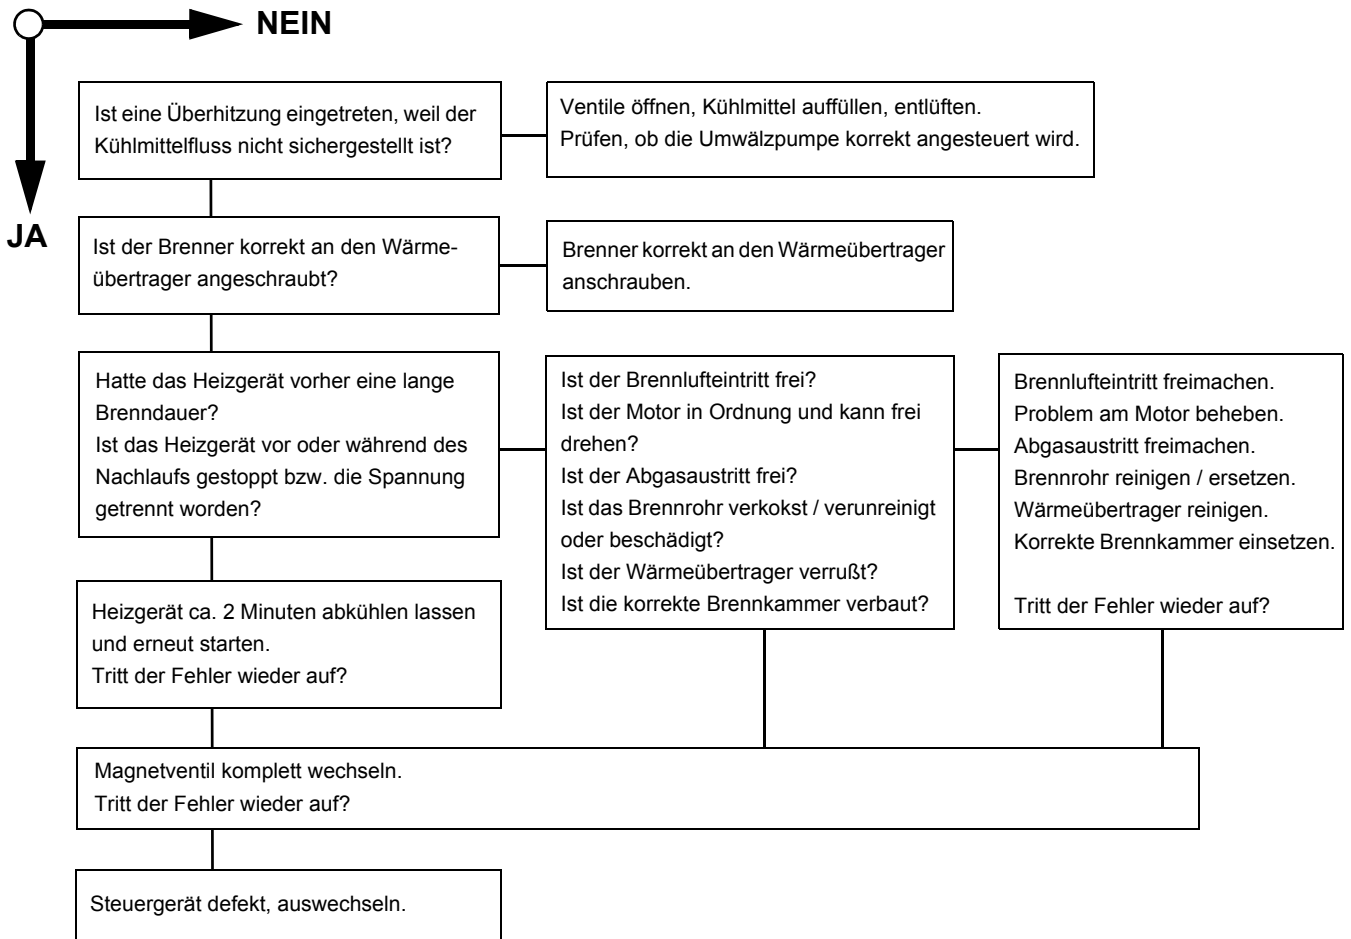 NEIN
JA
Ist eine Überhitzung eingetreten, weil der
Kühlmittelfluss nicht sichergestellt ist?
Ventile öffnen, Kühlmittel auffüllen, entlüften.
Prüfen, ob die Umwälzpumpe korrekt angesteuert wird.
Ist der Brenner korrekt an den Wärme-
übertrager angeschraubt?
Brenner korrekt an den Wärmeübertrager
anschrauben.
Hatte das Heizgerät vorher eine lange
Brenndauer?
Ist das Heizgerät vor oder während des
Nachlaufs gestoppt bzw. die Spannung
getrennt worden?
Ist der Brennlufteintritt frei?
Ist der Motor in Ordnung und kann frei
drehen?
Ist der Abgasaustritt frei?
Ist das Brennrohr verkokst / verunreinigt
oder beschädigt?
Ist der Wärmeübertrager verrußt?
Ist die korrekte Brennkammer verbaut?
Brennlufteintritt freimachen.
Problem am Motor beheben.
Abgasaustritt freimachen.
Brennrohr reinigen / ersetzen.
Wärmeübertrager reinigen.
Korrekte Brennkammer einsetzen.
Tritt der Fehler wieder auf?
Heizgerät ca. 2 Minuten abkühlen lassen
und erneut starten.
Tritt der Fehler wieder auf?
Magnetventil komplett wechseln.
Tritt der Fehler wieder auf?
Steuergerät defekt, auswechseln.